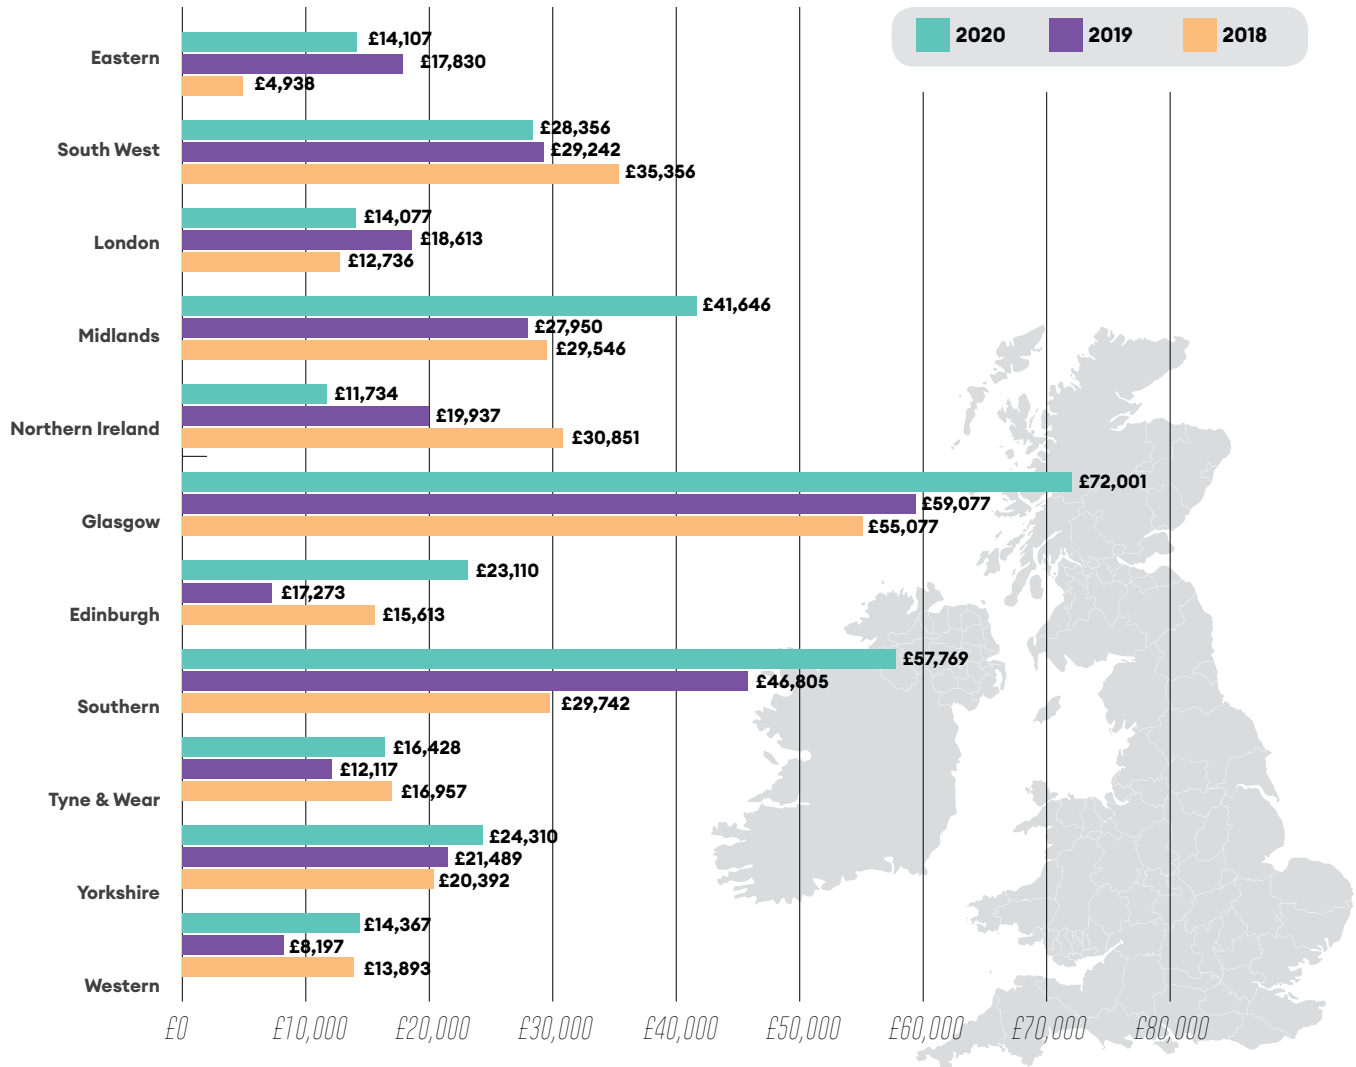 2020 2019 2018
Eastern
£14,107
£17,830
£4,938
South West
£28,356
£29,242
£35,356
London
£14,077
£18,613
£12,736
Midlands
£41,646
£27,950
£29,546
Northern Ireland
£11,734
£19,937
£30,851
Glasgow
£72,001
£59,077
£55,077
Edinburgh
£23,110
£17,273
£15,613
Southern
£57,769
£46,805
£29,742
Tyne & Wear
£16,428
£12,117
£16,957
Yorkshire
£24,310
£21,489
£20,392
Western
£14,367
£8,197
£13,893
£0 £10,000 £20,000 £30,000 £40,000 £50,000 £60,000 £70,000 £80,000